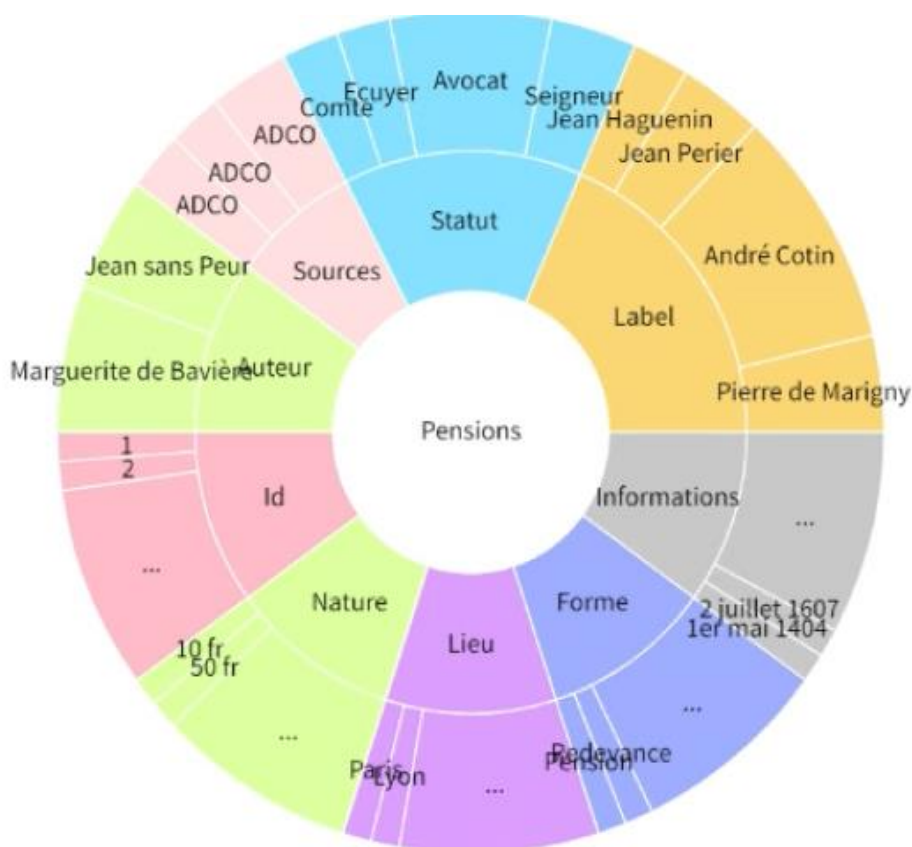 Avocat
Ecuyer
Seigneur
Comte
Jean Haguenin
ADCO
Jean Perier
ADCO
ADCO
Statut
André Cotin
Jean sans Peur
Sources
Label
Marguerite de Bavière
Auteur
Pierre de Marigny
Pensions
1
2
Id
Informations
...
...
Nature
Forme
2 juillet 1607
1er mai 1404
10 fr
50 fr
Lieu
...
...
Redevance
Pension
Paris
Lyon
...